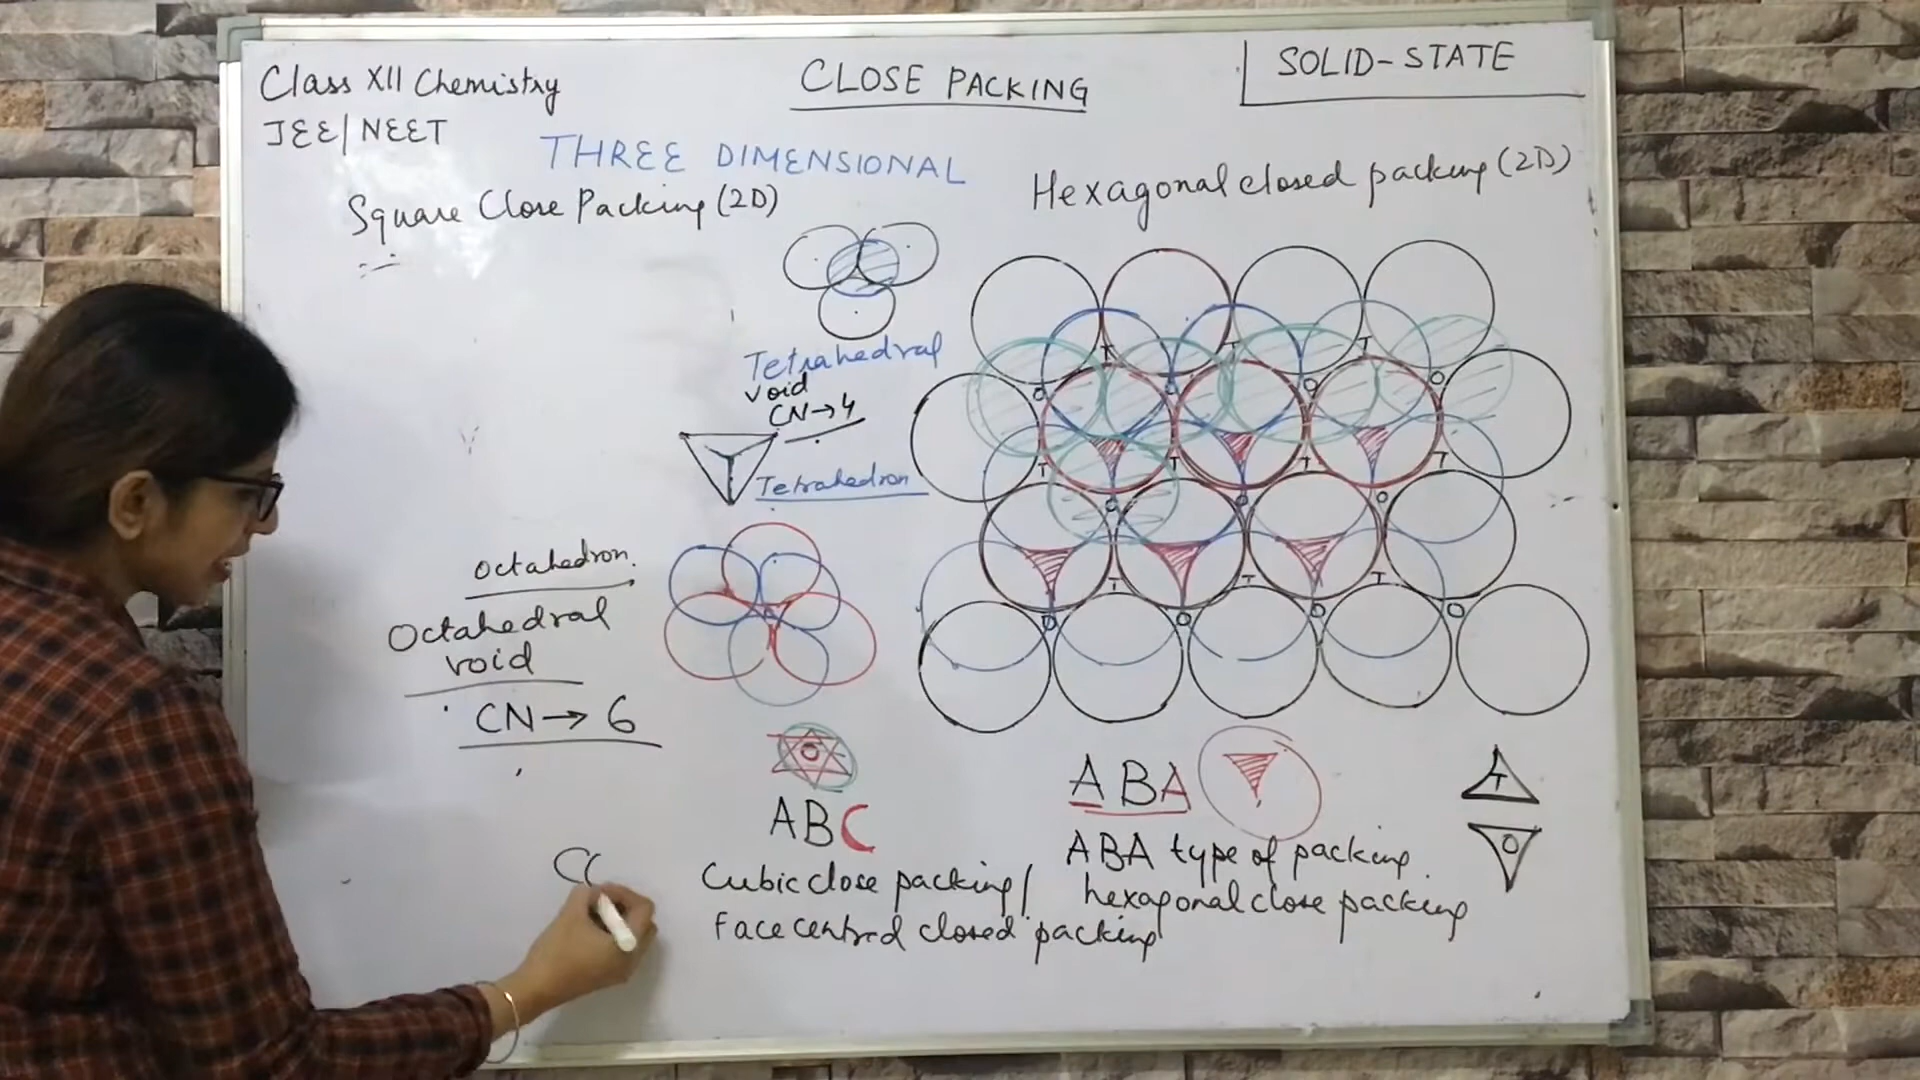 Class XII Chemistry
JEE/NEET
CLOSE PACKING
SOLID-STATE
THREE DIMENSIONAL
Square Close Packing (2D)
Hexagonal closed packing (2D)
Tetrahedral
void
CN→4
Tetrahedron
Octahedron
Octahedral
void
CN→6
T T T
O O O O
T T T T
O O O
T T T
O O O O
O
O
ABC
Cubic close packing/
Face centred closed packing
ABA
ABA type of packing
hexagonal close packing
T
O
CC